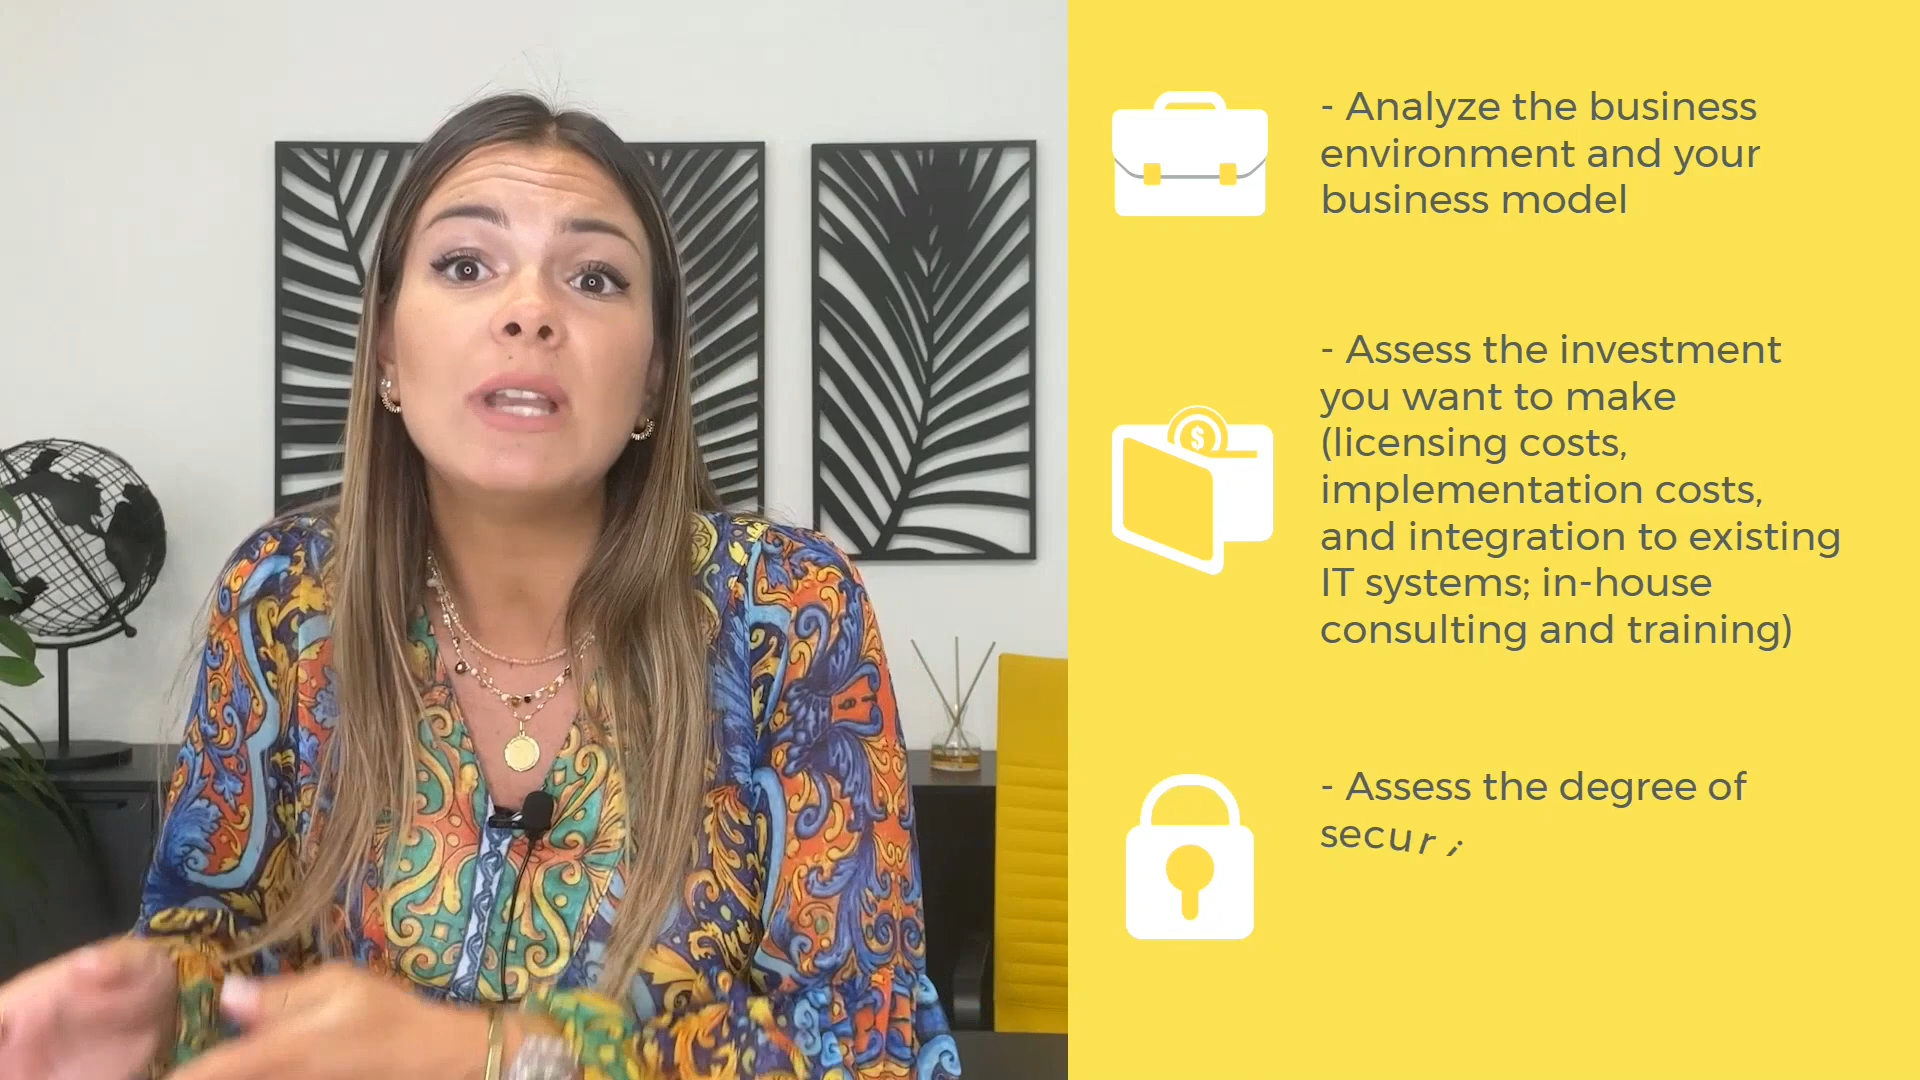 - Analyze the business
environment and your
business model
$
- Assess the investment
you want to make
(licensing costs,
implementation costs,
and integration to existing
IT systems; in-house
consulting and training)
- Assess the degree of
securi